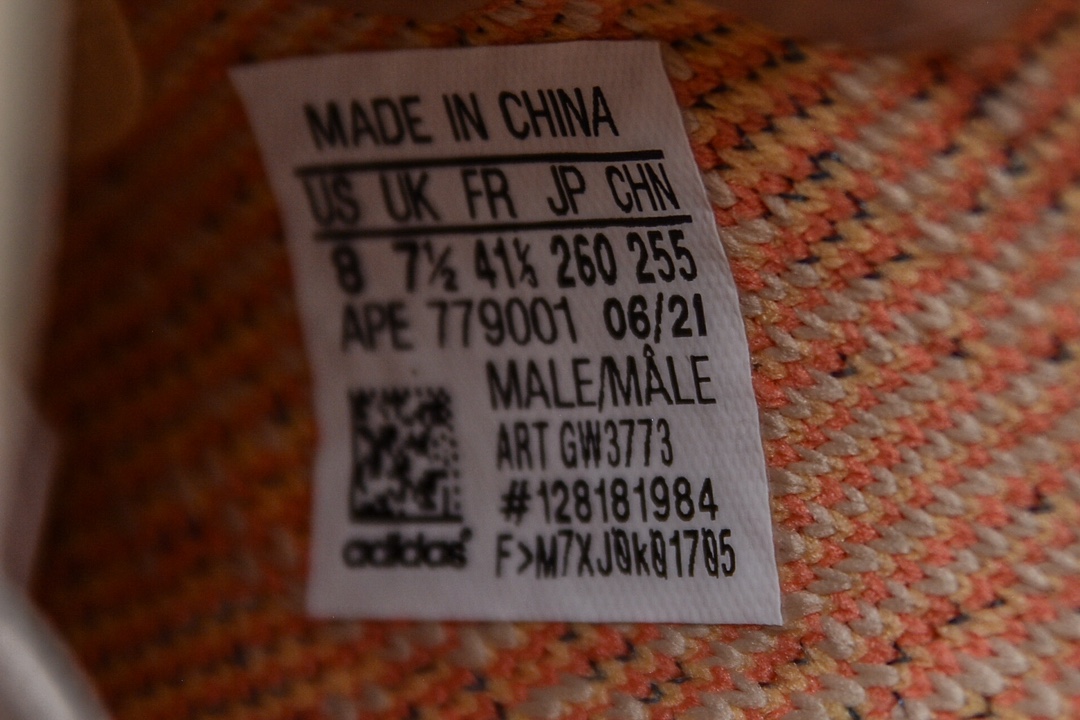 MADE IN CHINA
US UK FR JP CHN
8 7½ 41⅓ 260 255
APE 779001 06/21
MALE/MÂLE
ART GW3773
#128181984
F>M7XJ0k01705
adidas